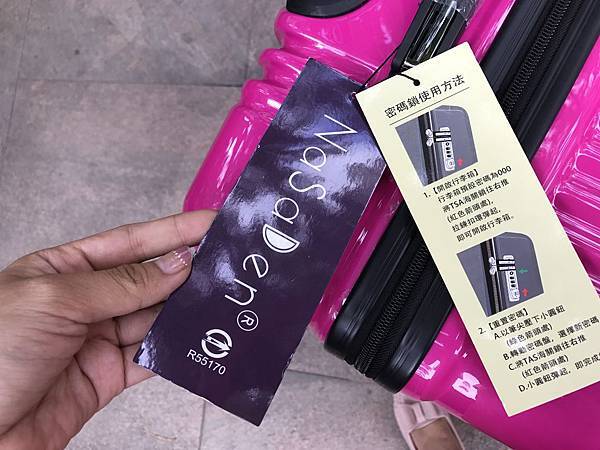 NaSaDen®
R55170
密碼鎖使用方法
1.【開啟行李箱】
行李箱預設密碼為000
將TSA海關鎖往右推
(紅色箭頭處)
拉鍊扣環彈起,
即可開啟行李箱。
2.【重置密碼】
A.以筆尖壓下小圓鈕
(綠色箭頭處)
B.轉動密碼盤，選擇新密碼
C.將TAS海關鎖往右推
(紅色箭頭處)
D.小圓鈕彈起，即完成